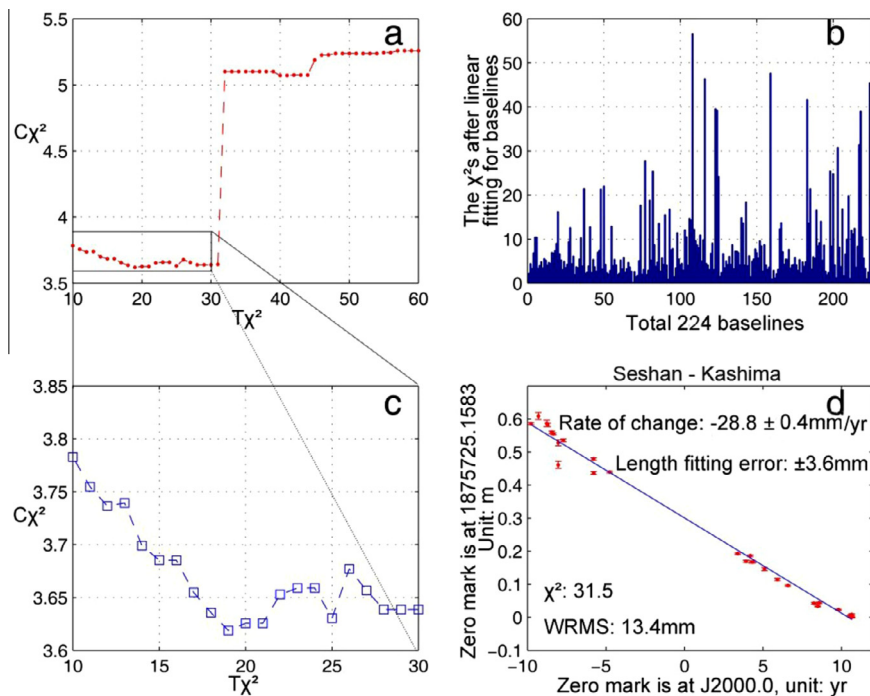 a
5.5
5
4.5
4
3.5
Cχ²
10
20
30
40
50
60
Tχ²
b
60
50
40
30
20
10
0
The χ²s after linear
fitting for baselines
0
50
100
150
200
Total 224 baselines
c
3.85
3.8
3.75
3.7
3.65
3.6
Cχ²
10
15
20
25
30
Tχ²
Seshan - Kashima
d
Rate of change: -28.8 ± 0.4mm/yr
Length fitting error: ±3.6mm
χ²: 31.5
WRMS: 13.4mm
0.6
0.5
0.4
0.3
0.2
0.1
0
−0.1
Zero mark is at 1875725.1583
Unit: m
−10
−5
0
5
10
Zero mark is at J2000.0, unit: yr